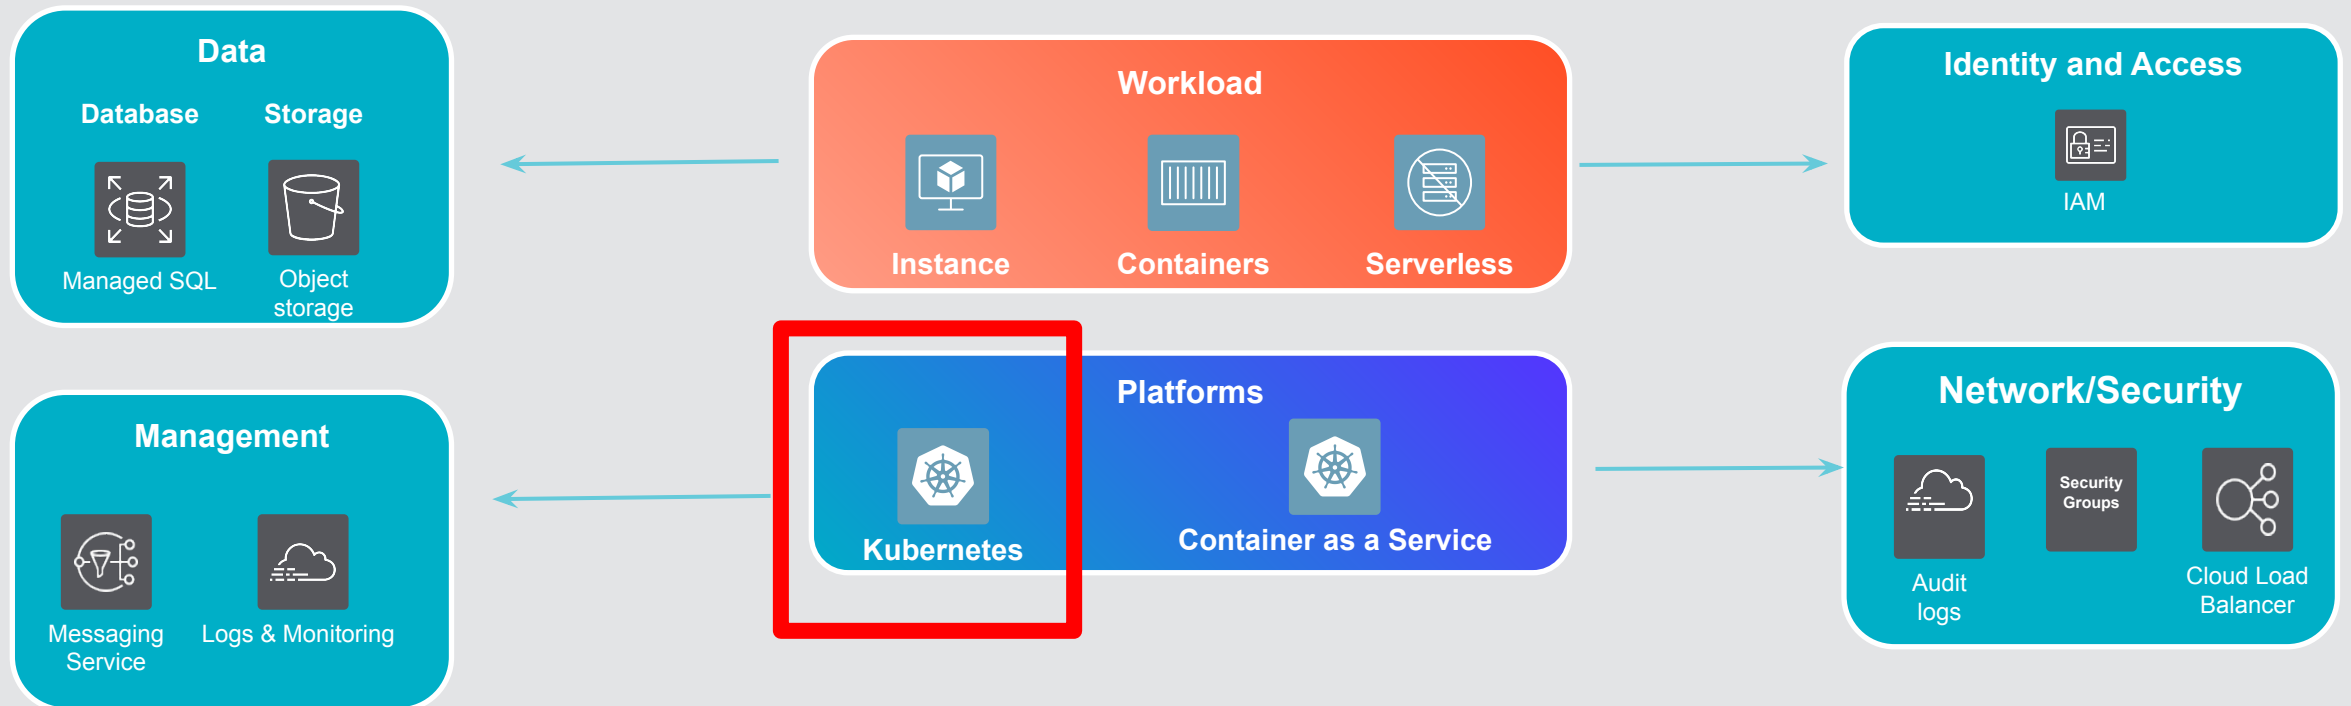 Data
Database
Storage
Managed SQL
Object
storage
Workload
Instance
Containers
Serverless
Identity and Access
IAM
Management
Messaging
Service
Logs & Monitoring
Platforms
Kubernetes
Container as a Service
Network/Security
Audit
logs
Security
Groups
Cloud Load
Balancer